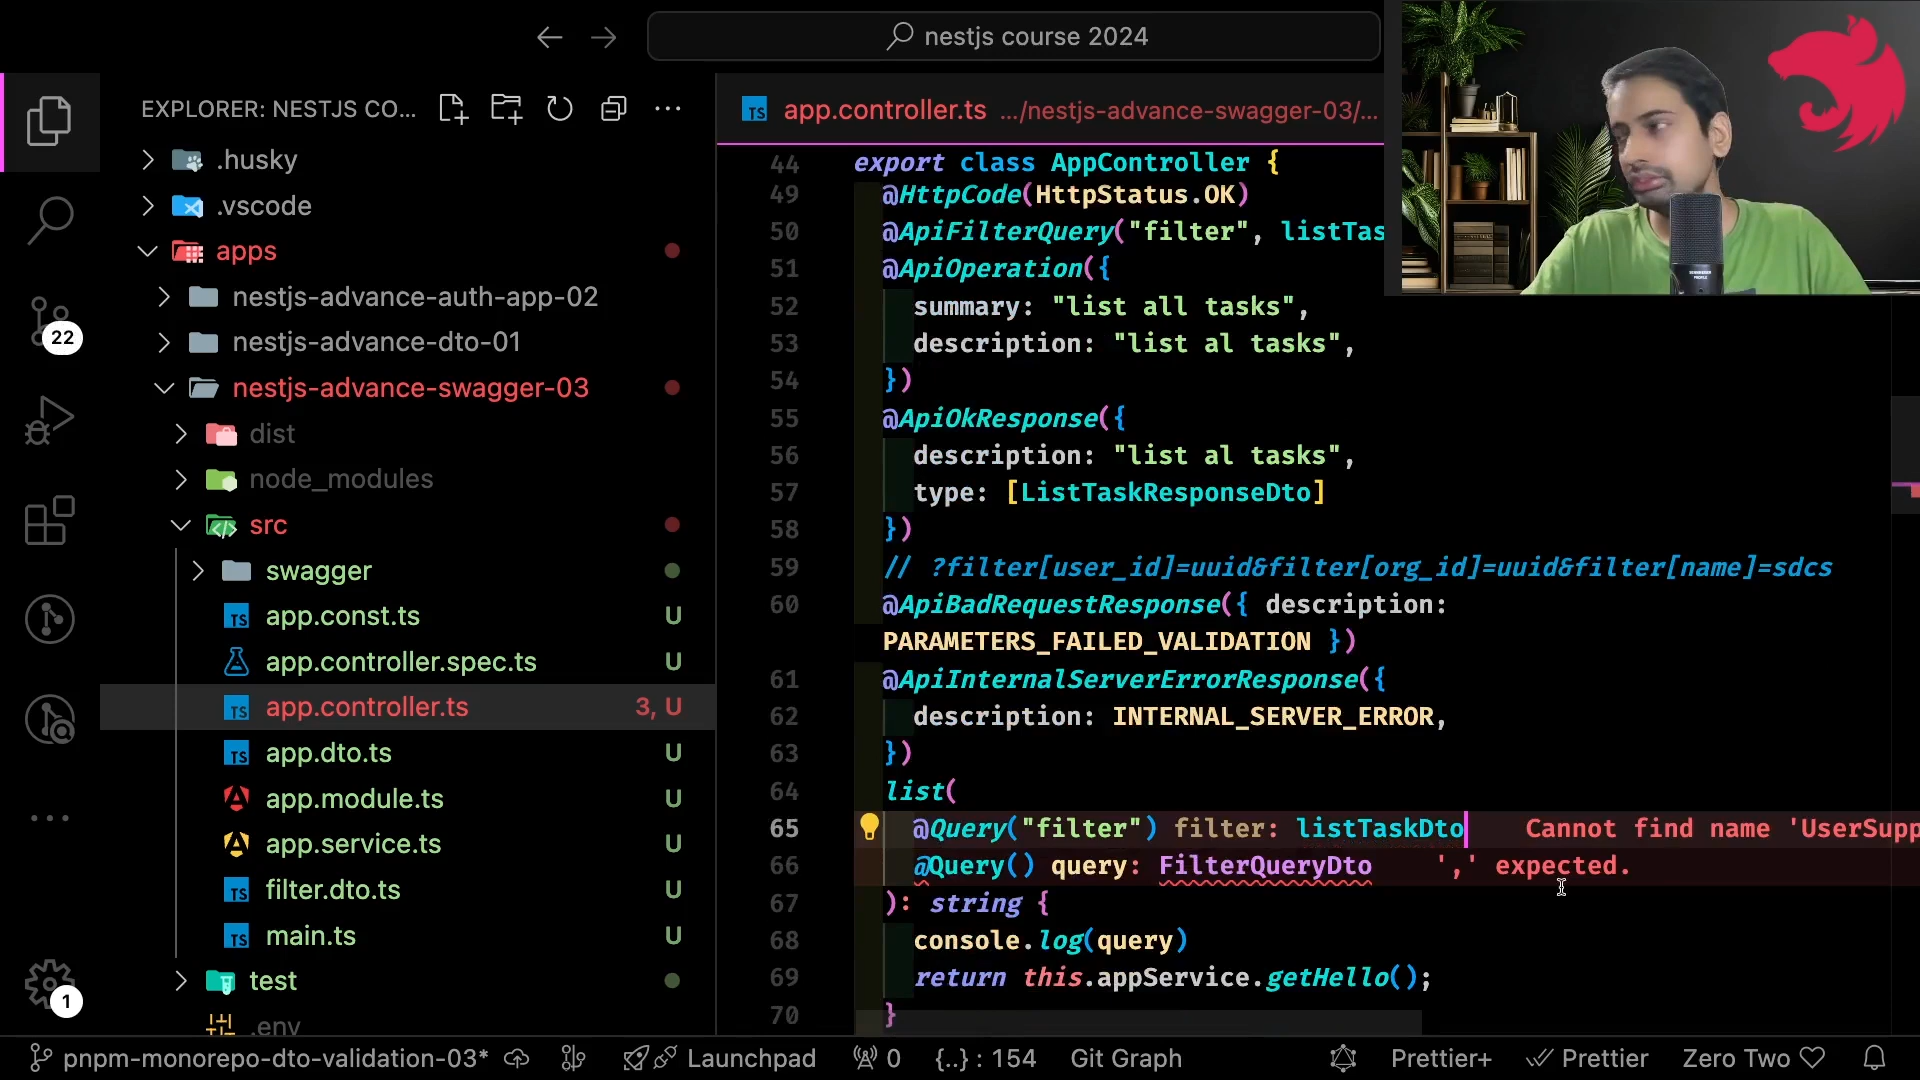 nestjs course 2024
EXPLORER: NESTJS CO...
.husky
.vscode
apps
nestjs-advance-auth-app-02
nestjs-advance-dto-01
nestjs-advance-swagger-03
dist
node_modules
src
swagger
app.const.ts U
app.controller.spec.ts U
app.controller.ts 3, U
app.dto.ts U
app.module.ts U
app.service.ts U
filter.dto.ts U
main.ts U
test
.env
22
1
TS app.controller.ts .../nestjs-advance-swagger-03/...
44 export class AppController {
49 @HttpCode(HttpStatus.OK)
50 @ApiFilterQuery("filter", listTas
51 @ApiOperation({
52 summary: "list all tasks",
53 description: "list al tasks",
54 })
55 @ApiOkResponse({
56 description: "list al tasks",
57 type: [ListTaskResponseDto]
58 })
59 // ?filter[user_id]=uuid&filter[org_id]=uuid&filter[name]=sdcs
60 @ApiBadRequestResponse({ description:
PARAMETERS_FAILED_VALIDATION })
61 @ApiInternalServerErrorResponse({
62 description: INTERNAL_SERVER_ERROR,
63 })
64 list(
65 @Query("filter") filter: listTaskDto Cannot find name 'UserSupp
66 @Query() query: FilterQueryDto ',' expected.
67 ): string {
68 console.log(query)
69 return this.appService.getHello();
70 }
pnpm-monorepo-dto-validation-03* Launchpad 0 {..} : 154 Git Graph Prettier+ Prettier Zero Two